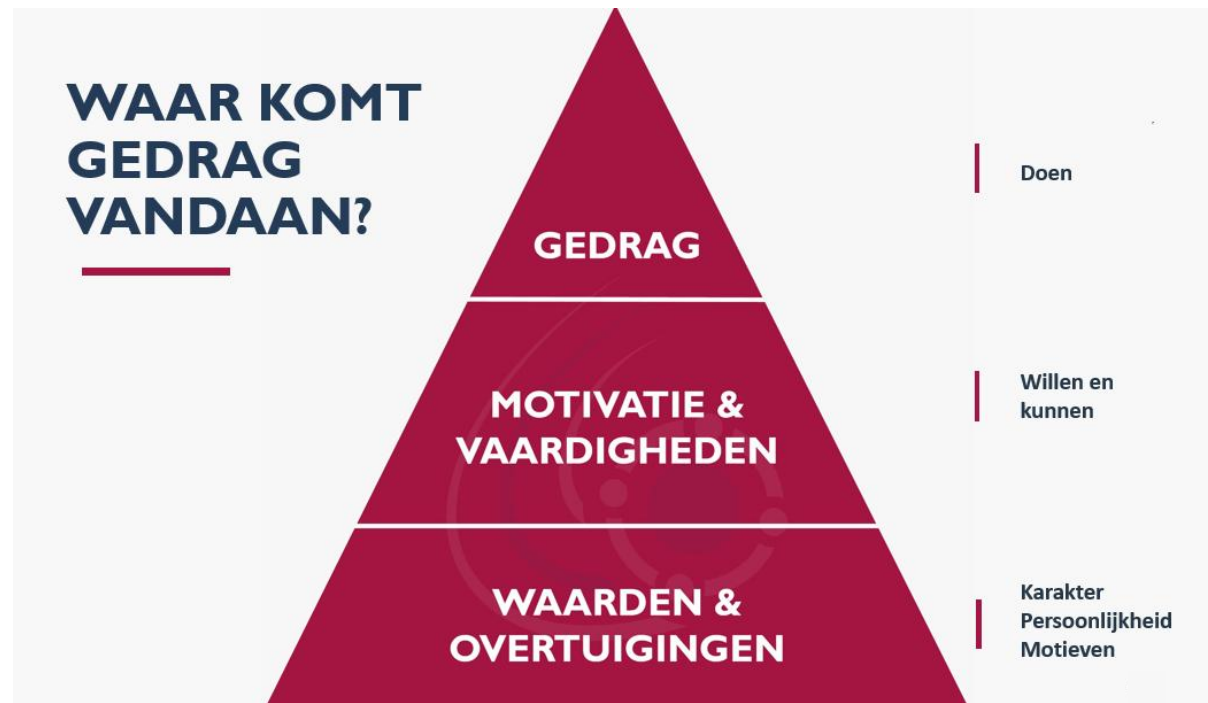 WAAR KOMT
GEDRAG
VANDAAN?
GEDRAG
Doen
MOTIVATIE &
VAARDIGHEDEN
Willen en
kunnen
WAARDEN &
OVERTUIGINGEN
Karakter
Persoonlijkheid
Motieven